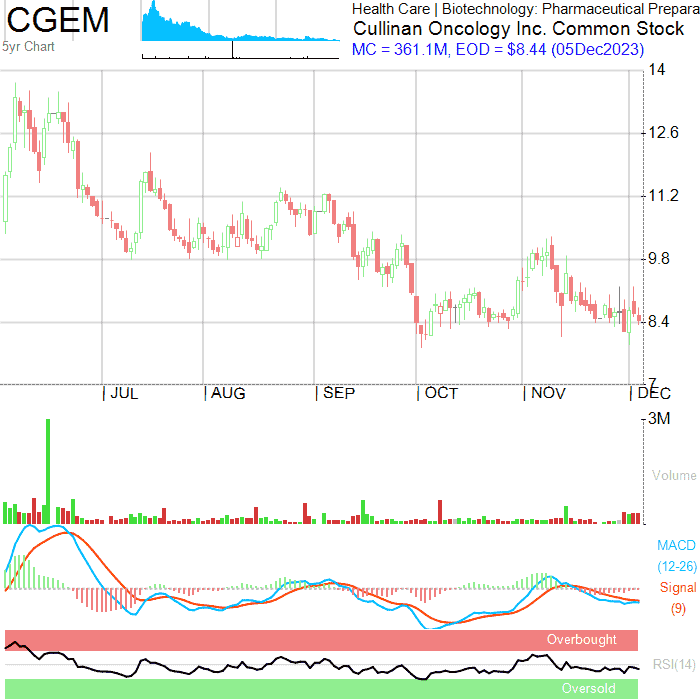 CGEM
5yr Chart
Health Care | Biotechnology: Pharmaceutical Prepara
Cullinan Oncology Inc. Common Stock
MC = 361.1M, EOD = $8.44 (05Dec2023)
14
12.6
11.2
9.8
8.4
7
| JUL | AUG | SEP | OCT | NOV | DEC
3M
Volume
MACD
(12-26)
Signal
(9)
Overbought
RSI(14)
Oversold